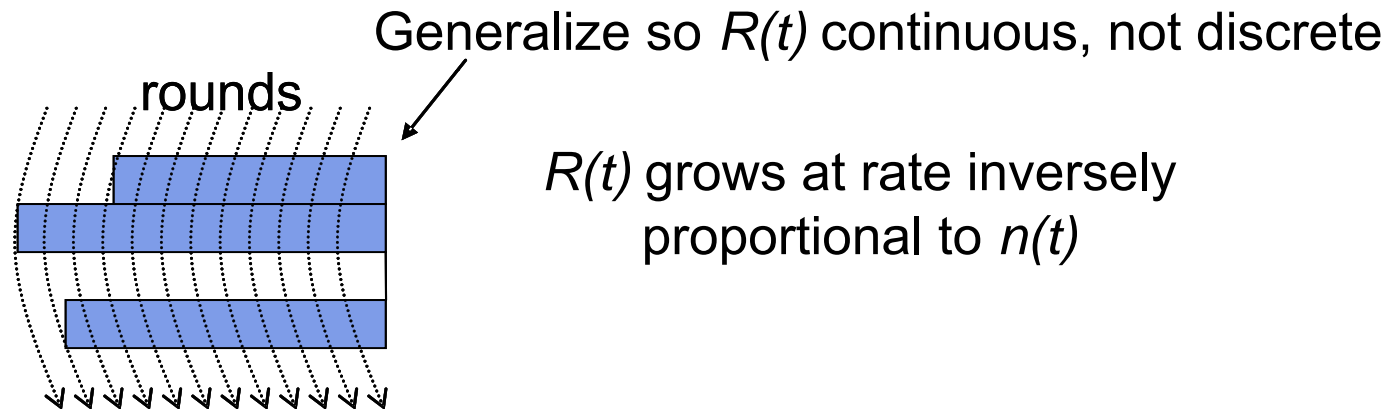 Generalize so R(t) continuous, not discrete
rounds
R(t) grows at rate inversely
proportional to n(t)